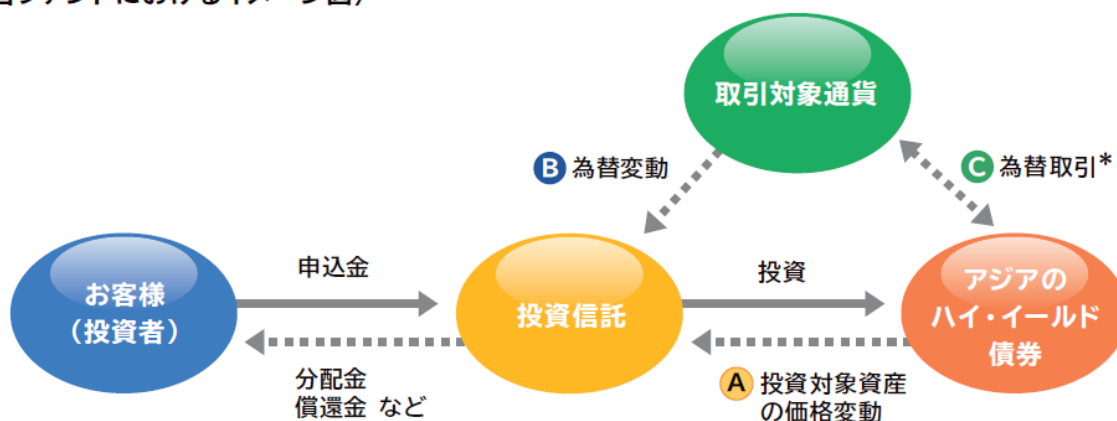 取引対象通貨
B 為替変動
C 為替取引*
申込金
投資
お客様
（投資者）
投資信託
アジアの
ハイ・イールド
債券
分配金
償還金 など
A 投資対象資産
の価格変動